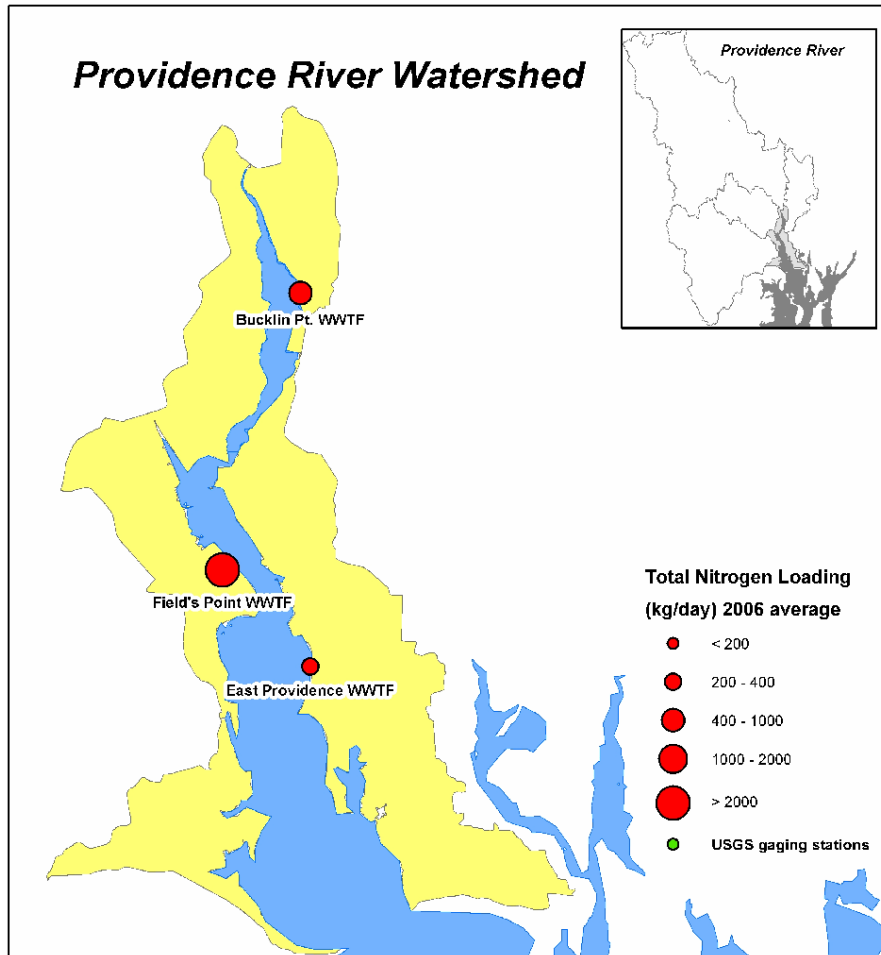 Providence River Watershed
Providence River
Bucklin Pt. WWTF
Field's Point WWTF
East Providence WWTF
Total Nitrogen Loading
(kg/day) 2006 average
< 200
200 - 400
400 - 1000
1000 - 2000
> 2000
USGS gaging stations